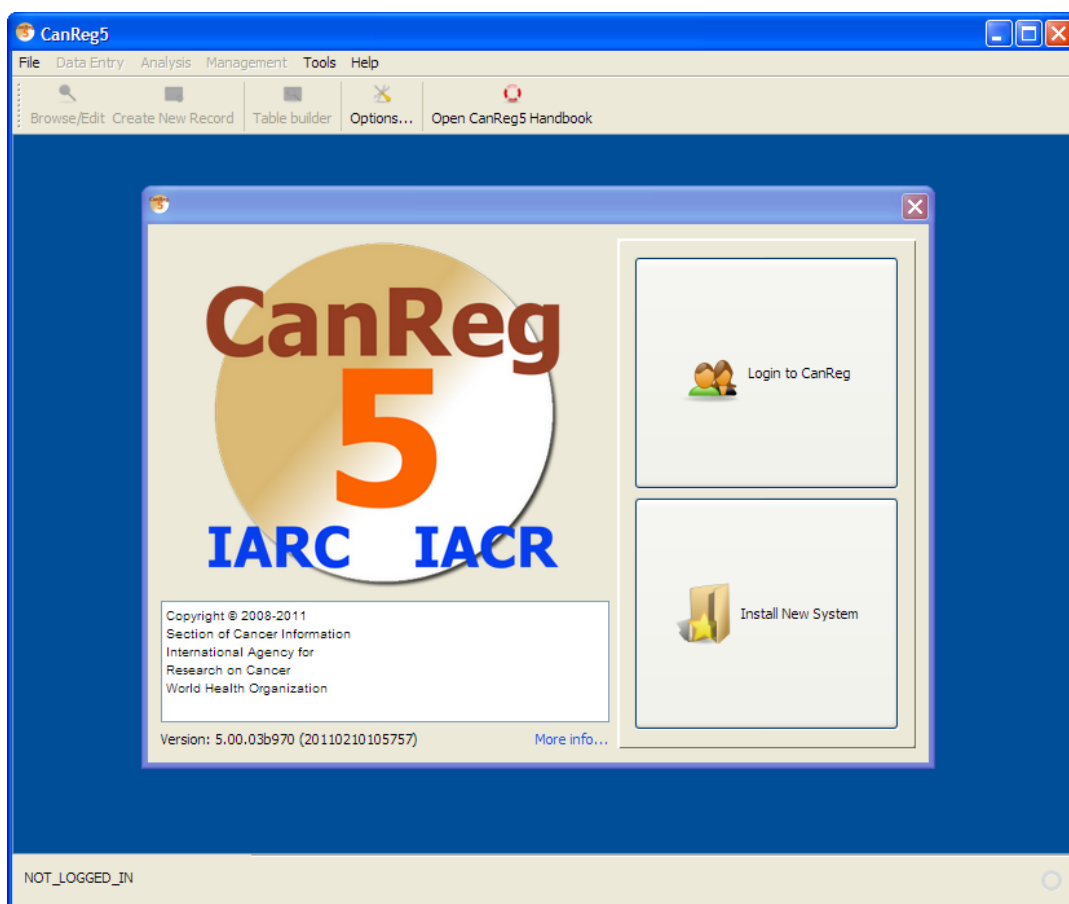 CanReg5
File Data Entry Analysis Management Tools Help
Browse/Edit Create New Record Table builder Options... Open CanReg5 Handbook
CanReg
5
IARC IACR
Login to CanReg
Install New System
Copyright © 2008-2011
Section of Cancer Information
International Agency for
Research on Cancer
World Health Organization
Version: 5.00.03b970 (20110210105757) More info...
NOT_LOGGED_IN